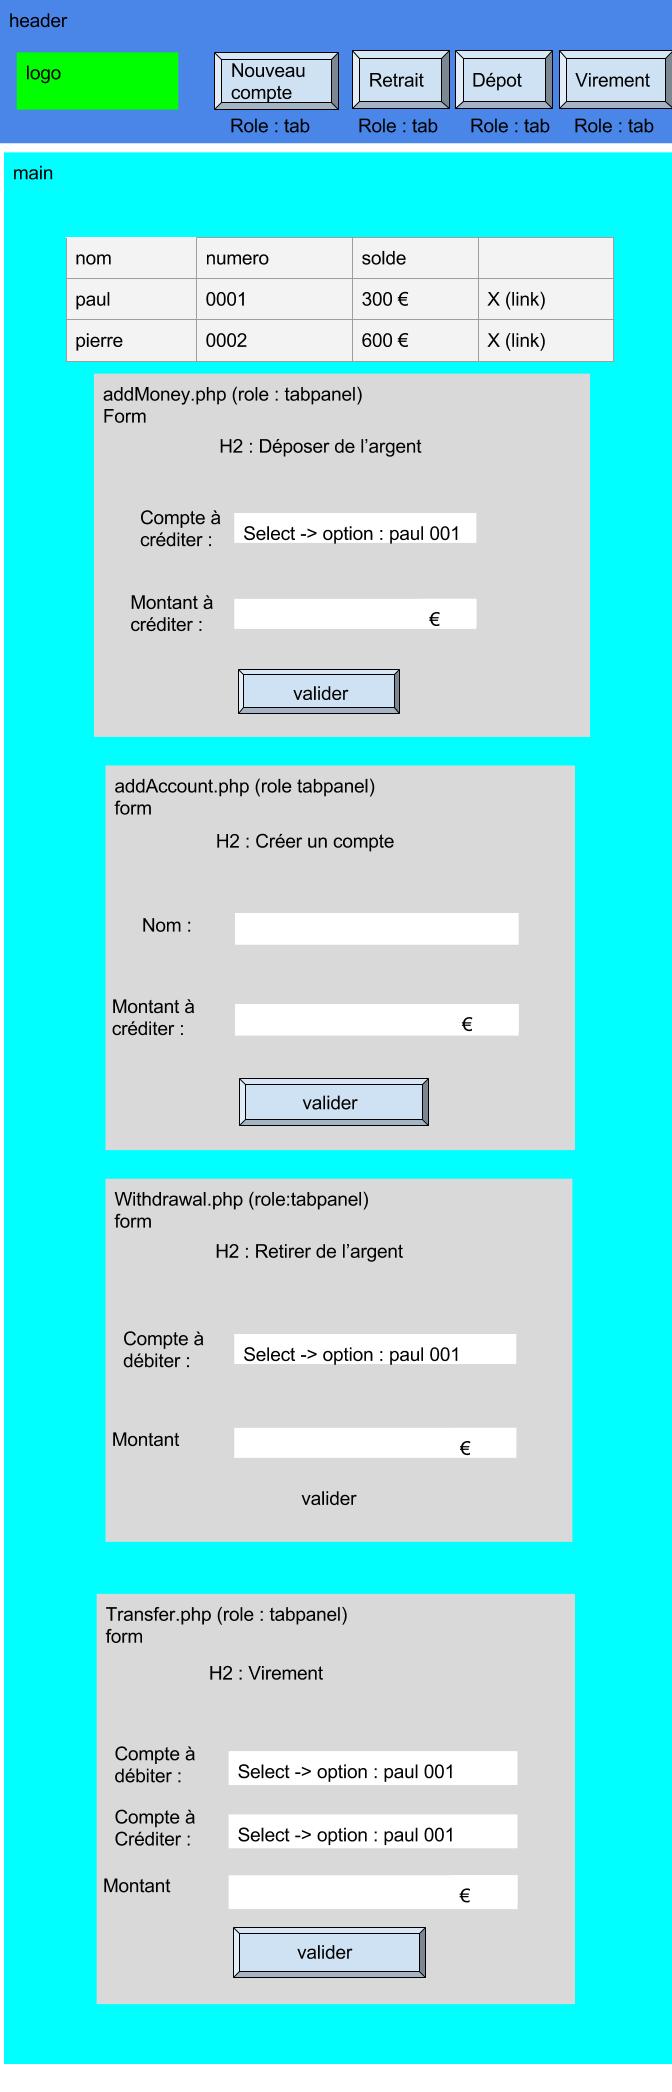 header
logo
Nouveau
compte
Retrait
Dépot
Virement
Role : tab
Role : tab
Role : tab
Role : tab
main
nom numero solde
paul 0001 300 € X (link)
pierre 0002 600 € X (link)
addMoney.php (role : tabpanel)
Form
H2 : Déposer de l’argent
Compte à
créditer :
Select -> option : paul 001
Montant à
créditer :
€
valider
addAccount.php (role tabpanel)
form
H2 : Créer un compte
Nom :
Montant à
créditer :
€
valider
Withdrawal.php (role:tabpanel)
form
H2 : Retirer de l’argent
Compte à
débiter :
Select -> option : paul 001
Montant
€
valider
Transfer.php (role : tabpanel)
form
H2 : Virement
Compte à
débiter :
Select -> option : paul 001
Compte à
Créditer :
Select -> option : paul 001
Montant
€
valider